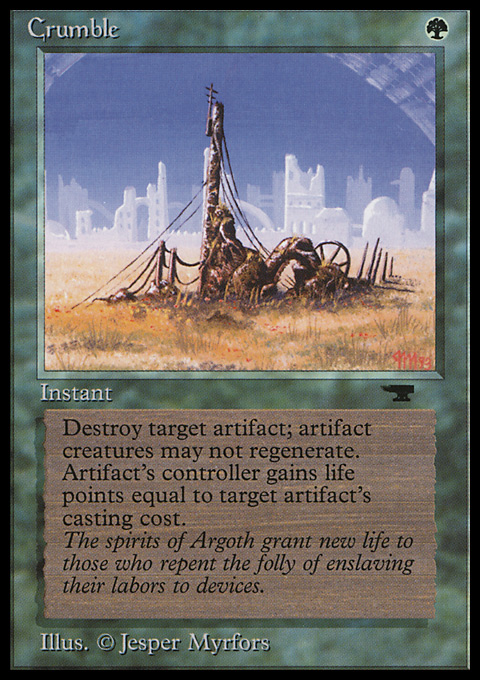 Crumble
Instant
Destroy target artifact; artifact
creatures may not regenerate.
Artifact's controller gains life
points equal to target artifact's
casting cost.
The spirits of Argoth grant new life to
those who repent the folly of enslaving
their labors to devices.
Illus. © Jesper Myrfors